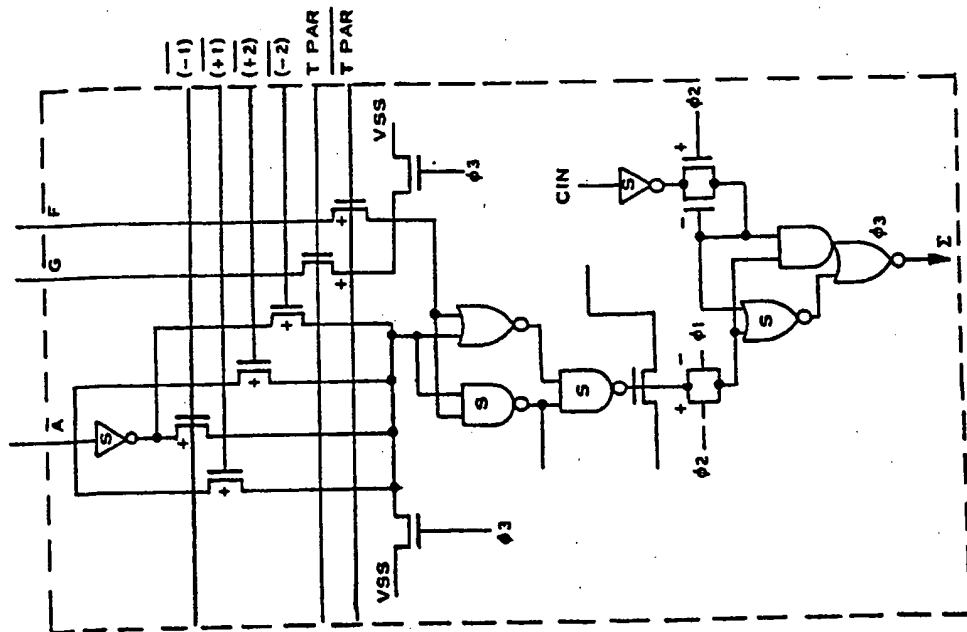 (-1)
(+1)
(+2)
(-2)
T PAR
T PAR
F
G
A
S
+
+
+
+
+
+
VSS
φ3
VSS
φ3
S
S
CIN
S
+
-
φ2
φ2
+
-
φ1
S
φ3
Σ